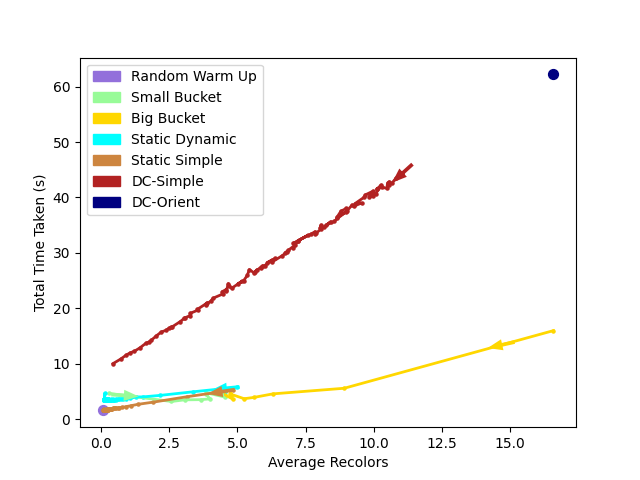 Random Warm Up
Small Bucket
Big Bucket
Static Dynamic
Static Simple
DC-Simple
DC-Orient
Total Time Taken (s)
60
50
40
30
20
10
0
0.0 2.5 5.0 7.5 10.0 12.5 15.0
Average Recolors